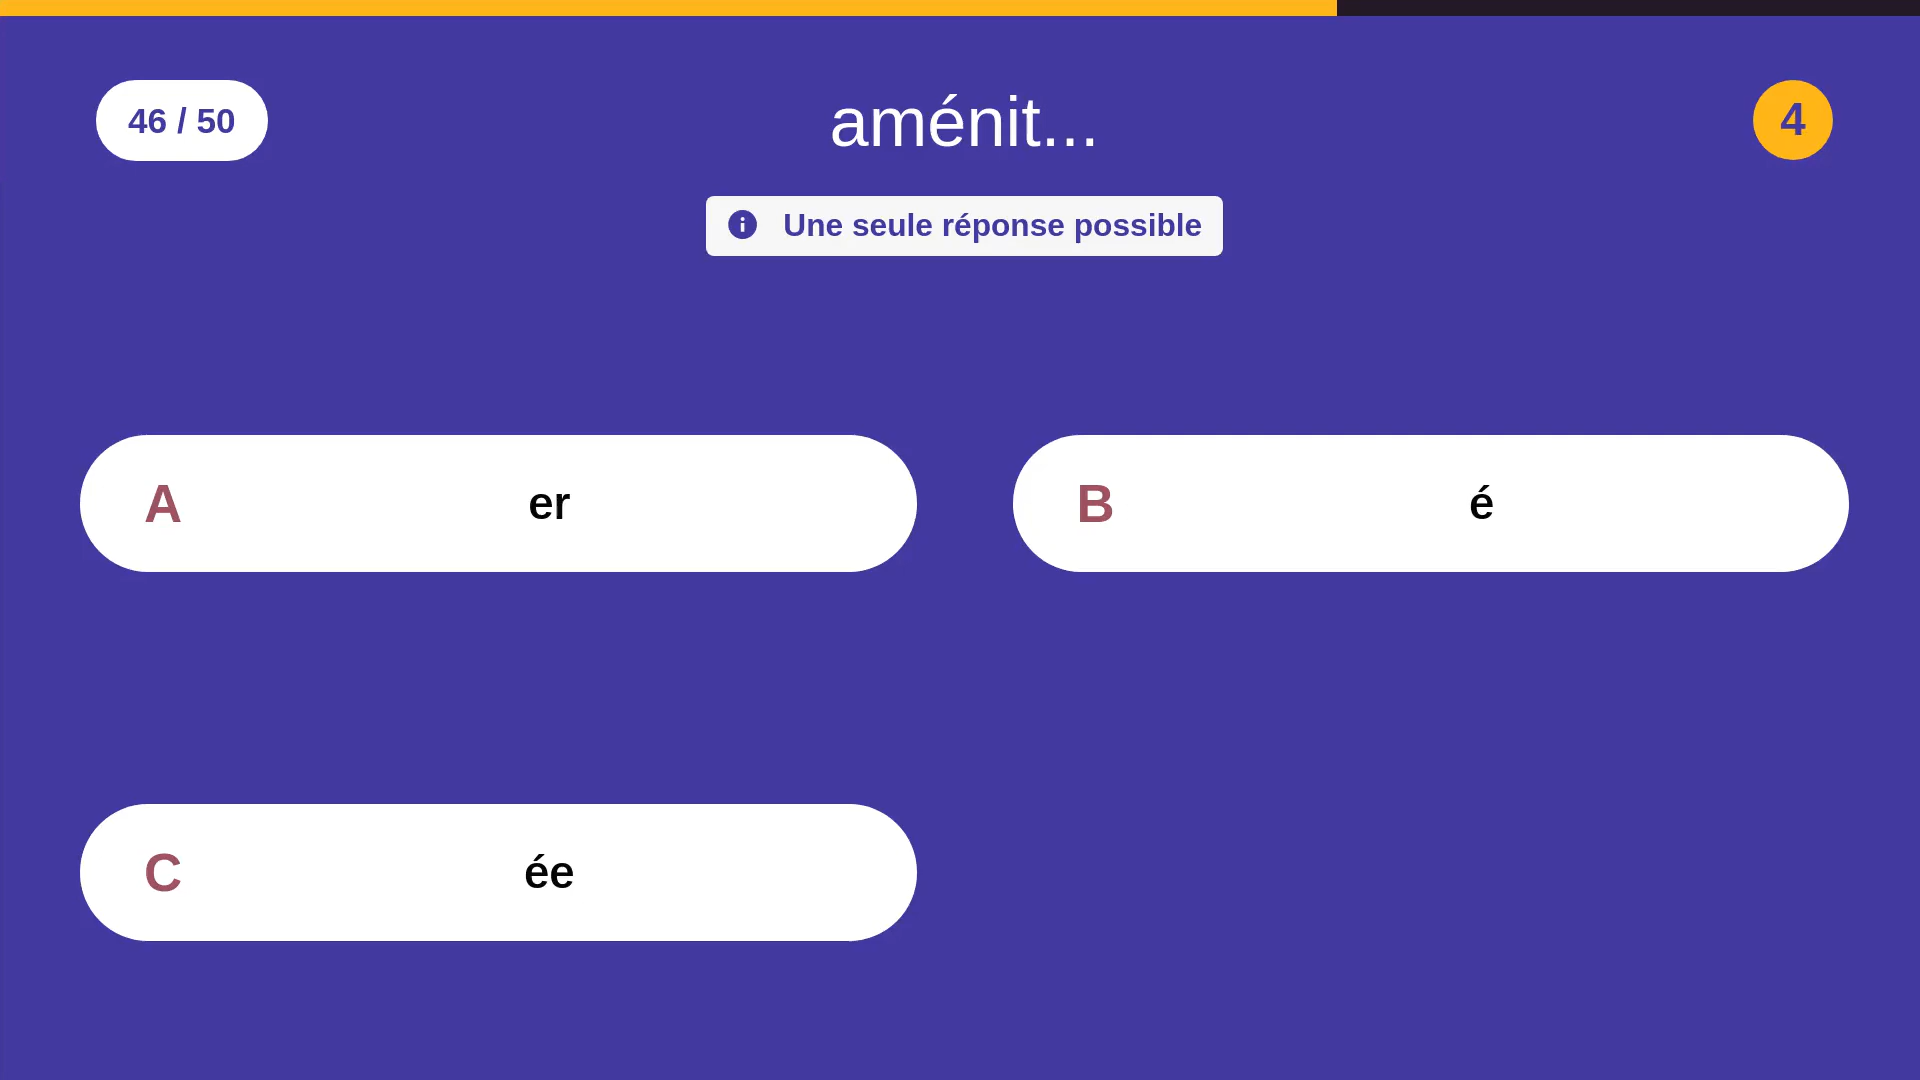 46 / 50
aménit...
4
Une seule réponse possible
A er
B é
C ée